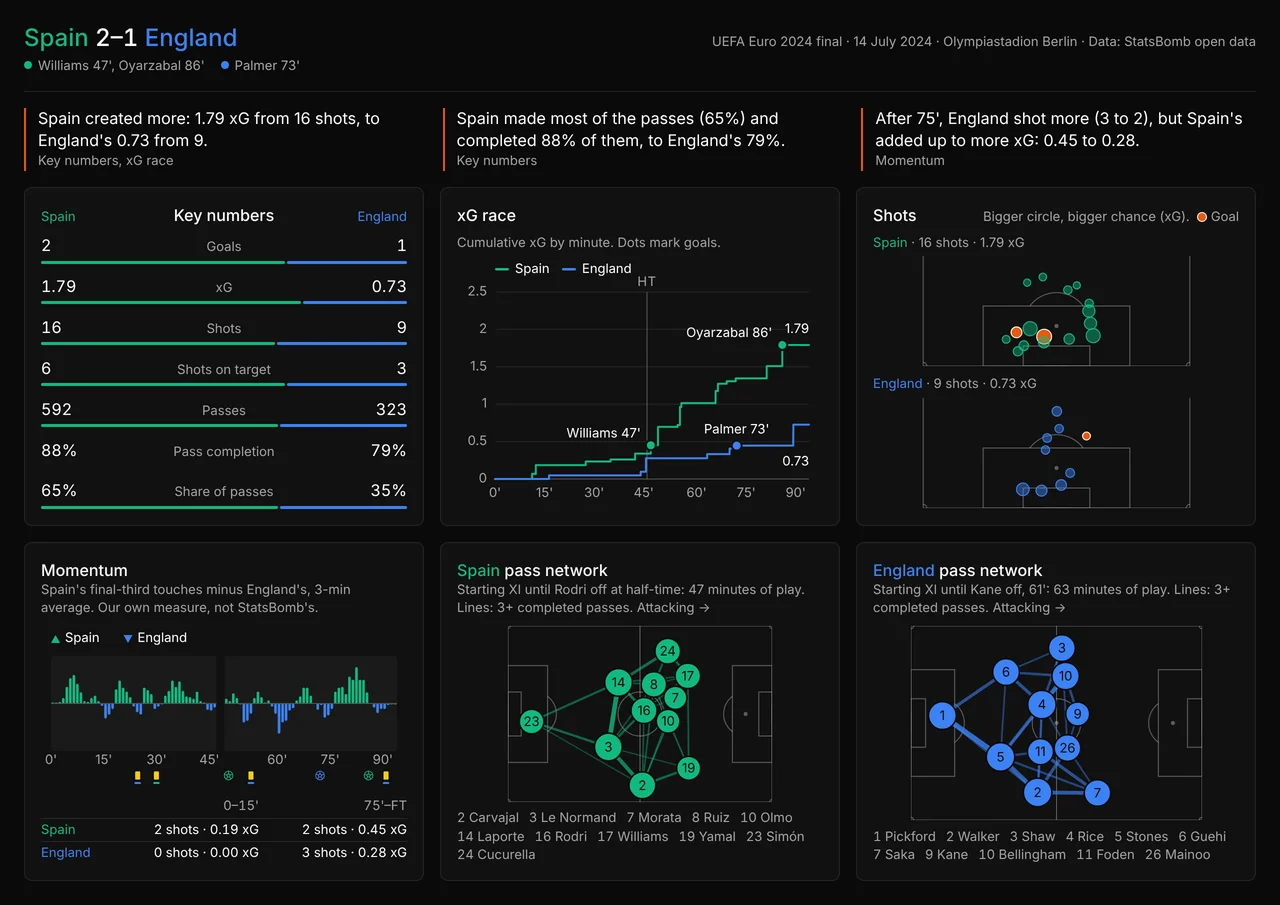 Spain 2–1 England
UEFA Euro 2024 final · 14 July 2024 · Olympiastadion Berlin · Data: StatsBomb open data
Williams 47', Oyarzabal 86' Palmer 73'
Spain created more: 1.79 xG from 16 shots, to
England's 0.73 from 9.
Key numbers, xG race
Spain made most of the passes (65%) and
completed 88% of them, to England's 79%.
Key numbers
After 75', England shot more (3 to 2), but Spain's
added up to more xG: 0.45 to 0.28.
Momentum
Spain Key numbers England
2 Goals 1
1.79 xG 0.73
16 Shots 9
6 Shots on target 3
592 Passes 323
88% Pass completion 79%
65% Share of passes 35%
xG race
Cumulative xG by minute. Dots mark goals.
Spain England
HT
2.5
2
1.5
1
0.5
0
Oyarzabal 86' 1.79
Williams 47' Palmer 73'
0.73
0' 15' 30' 45' 60' 75' 90'
Shots Bigger circle, bigger chance (xG). Goal
Spain · 16 shots · 1.79 xG
England · 9 shots · 0.73 xG
Momentum
Spain's final-third touches minus England's, 3-min
average. Our own measure, not StatsBomb's.
▲ Spain ▼ England
0' 15' 30' 45' 60' 75' 90'
0–15' 75'–FT
Spain 2 shots · 0.19 xG 2 shots · 0.45 xG
England 0 shots · 0.00 xG 3 shots · 0.28 xG
Spain pass network
Starting XI until Rodri off at half-time: 47 minutes of play.
Lines: 3+ completed passes. Attacking →
24
17
14 8
7
16 10
23
3
19
2
2 Carvajal 3 Le Normand 7 Morata 8 Ruiz 10 Olmo
14 Laporte 16 Rodri 17 Williams 19 Yamal 23 Simón
24 Cucurella
England pass network
Starting XI until Kane off, 61': 63 minutes of play. Lines: 3+
completed passes. Attacking →
3
6 10
4
1 9
5 11 26
2 7
1 Pickford 2 Walker 3 Shaw 4 Rice 5 Stones 6 Guehi
7 Saka 9 Kane 10 Bellingham 11 Foden 26 Mainoo